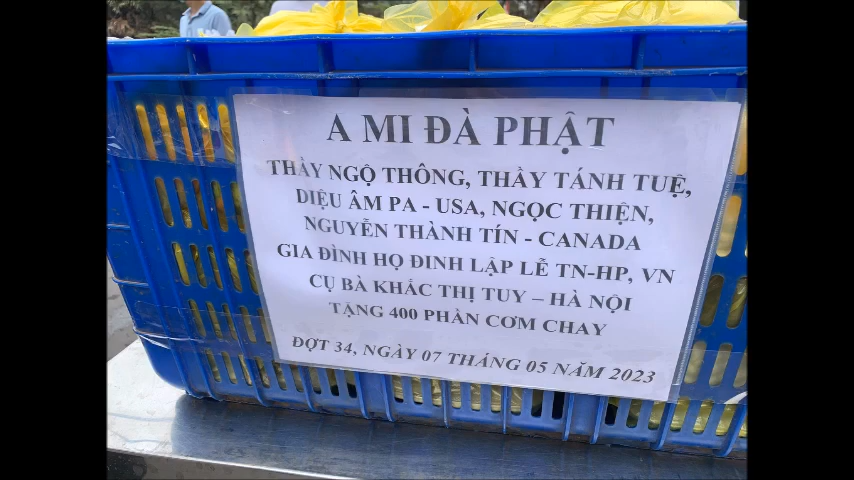 A MI ĐÀ PHẬT
THẦY NGỘ THÔNG, THẦY TÁNH TUỆ,
DIỆU ÂM PA - USA, NGỌC THIỆN,
NGUYỄN THÀNH TÍN - CANADA
GIA ĐÌNH HỌ ĐINH LẬP LỄ TN-HP, VN
CỤ BÀ KHẮC THỊ TUY – HÀ NỘI
TẶNG 400 PHẦN CƠM CHAY
ĐỢT 34, NGÀY 07 THÁNG 05 NĂM 2023